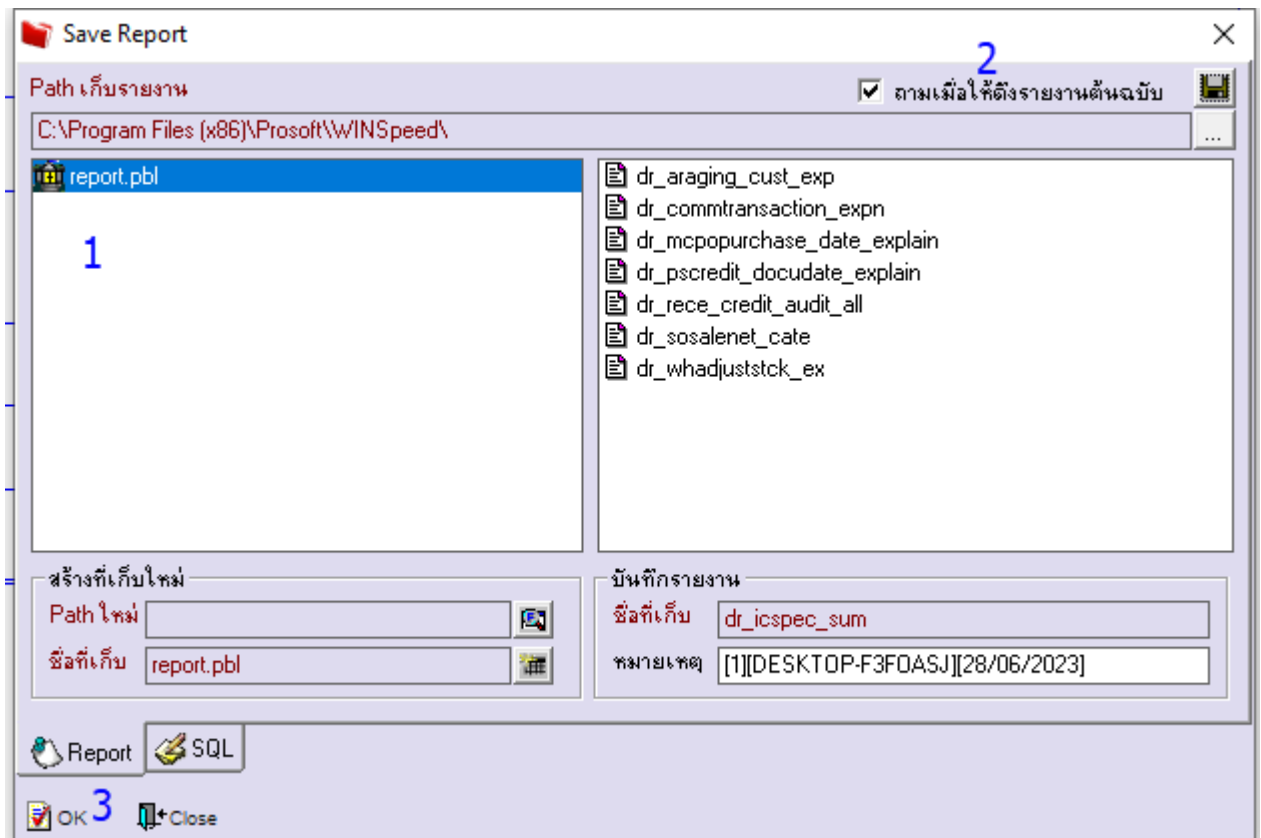 Save Report
2
Path เก็บรายงาน
ถามเมื่อให้ดึงรายงานต้นฉบับ
C:\Program Files (x86)\Prosoft\WINSpeed\
...
report.pbl
1
dr_araging_cust_exp
dr_commtransaction_expn
dr_mcpopurchase_date_explain
dr_pscredit_docudate_explain
dr_rece_credit_audit_all
dr_sosalenet_cate
dr_whadjuststck_ex
สร้างที่เก็บใหม่
Path ใหม่
ชื่อที่เก็บ report.pbl
บันทึกรายงาน
ชื่อที่เก็บ dr_icspec_sum
หมายเหตุ [1][DESKTOP-F3FOASJ][28/06/2023]
Report SQL
OK 3 Close